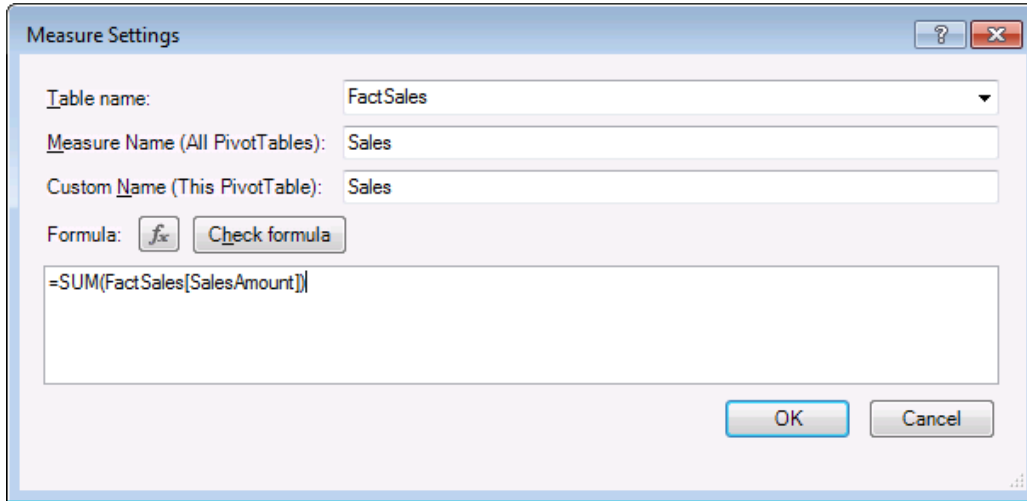 Measure Settings
?
Table name: FactSales
Measure Name (All PivotTables): Sales
Custom Name (This PivotTable): Sales
Formula: fx Check formula
=SUM(FactSales[SalesAmount])
OK Cancel